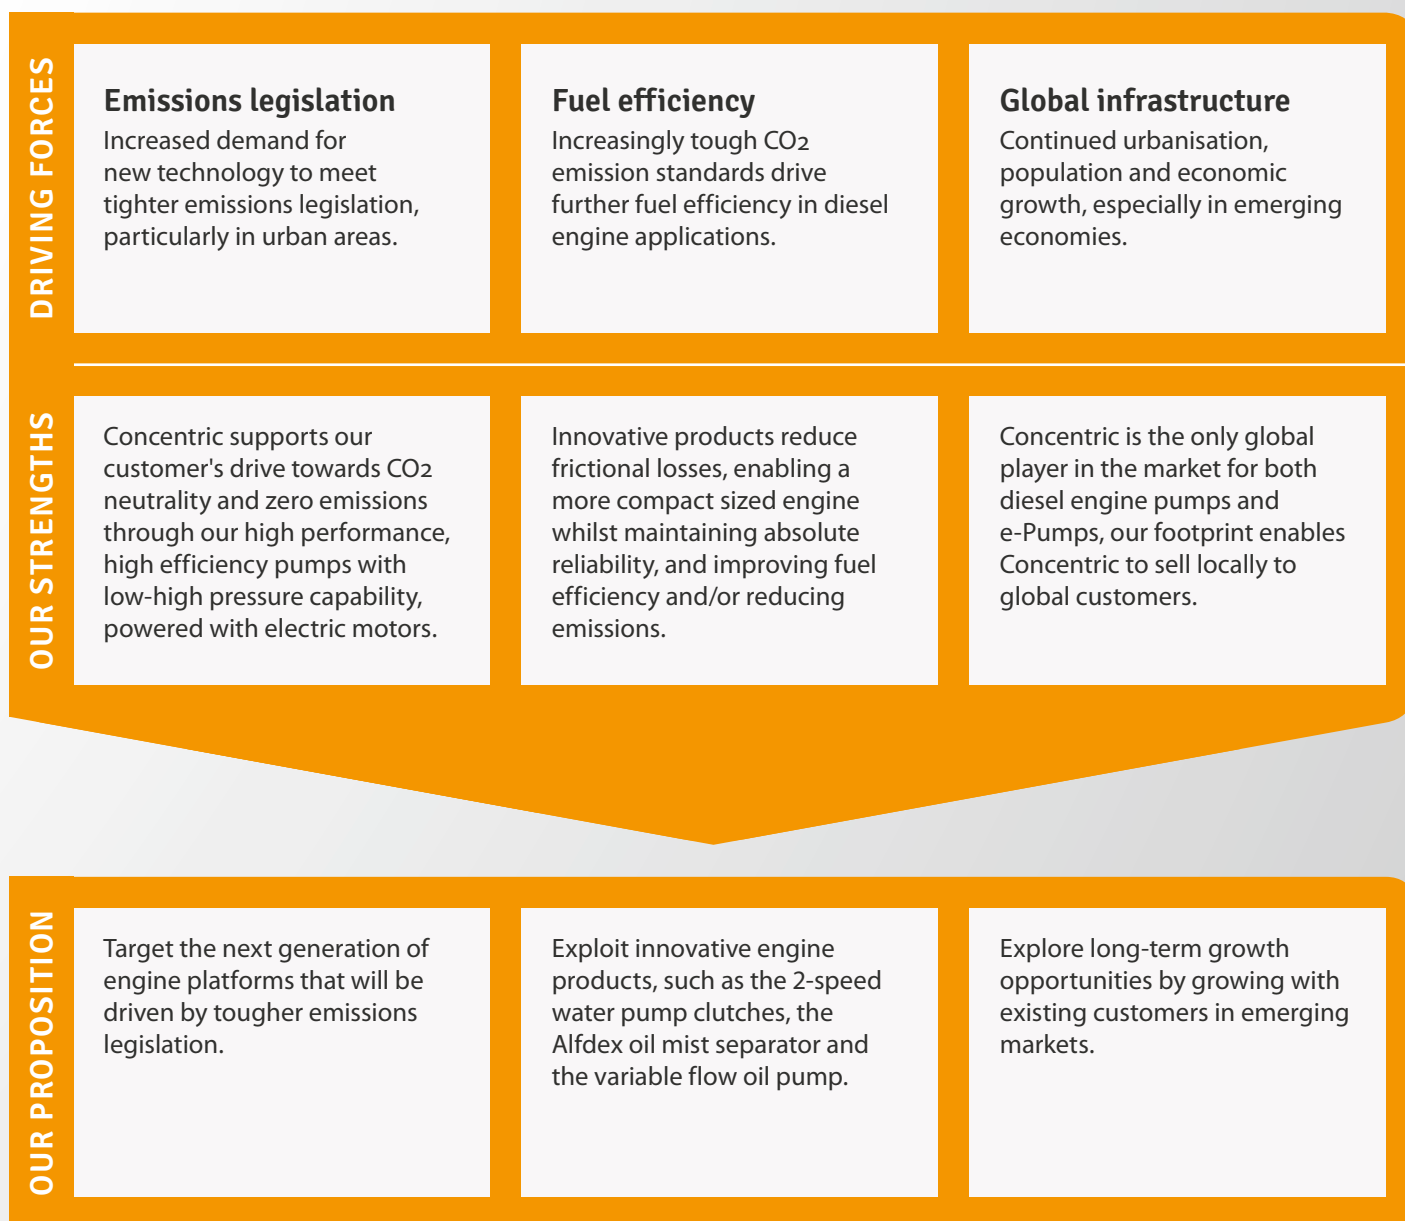 DRIVING FORCES
Emissions legislation
Increased demand for
new technology to meet
tighter emissions legislation,
particularly in urban areas.
Fuel efficiency
Increasingly tough CO2
emission standards drive
further fuel efficiency in diesel
engine applications.
Global infrastructure
Continued urbanisation,
population and economic
growth, especially in emerging
economies.
OUR STRENGTHS
Concentric supports our
customer's drive towards CO2
neutrality and zero emissions
through our high performance,
high efficiency pumps with
low-high pressure capability,
powered with electric motors.
Innovative products reduce
frictional losses, enabling a
more compact sized engine
whilst maintaining absolute
reliability, and improving fuel
efficiency and/or reducing
emissions.
Concentric is the only global
player in the market for both
diesel engine pumps and
e-Pumps, our footprint enables
Concentric to sell locally to
global customers.
OUR PROPOSITION
Target the next generation of
engine platforms that will be
driven by tougher emissions
legislation.
Exploit innovative engine
products, such as the 2-speed
water pump clutches, the
Alfdex oil mist separator and
the variable flow oil pump.
Explore long-term growth
opportunities by growing with
existing customers in emerging
markets.